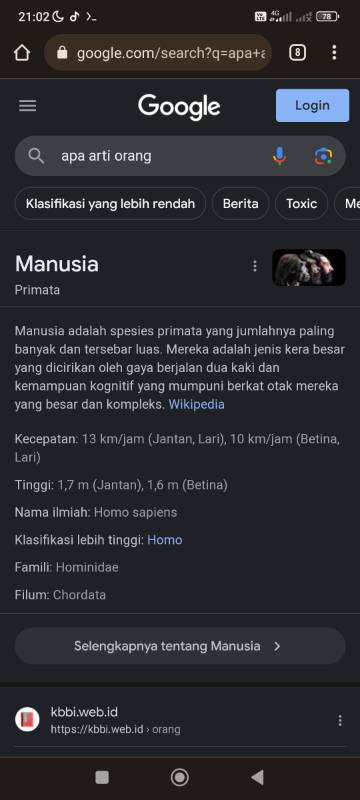 21:02
Vo LTE 4G 78
google.com/search?q=apa+a
8
Google
Login
apa arti orang
Klasifikasi yang lebih rendah
Berita
Toxic
Me
Manusia
Primata
Manusia adalah spesies primata yang jumlahnya paling
banyak dan tersebar luas. Mereka adalah jenis kera besar
yang dicirikan oleh gaya berjalan dua kaki dan
kemampuan kognitif yang mumpuni berkat otak mereka
yang besar dan kompleks. Wikipedia
Kecepatan: 13 km/jam (Jantan, Lari), 10 km/jam (Betina,
Lari)
Tinggi: 1,7 m (Jantan), 1,6 m (Betina)
Nama ilmiah: Homo sapiens
Klasifikasi lebih tinggi: Homo
Famili: Hominidae
Filum: Chordata
Selengkapnya tentang Manusia
kbbi.web.id
https://kbbi.web.id › orang